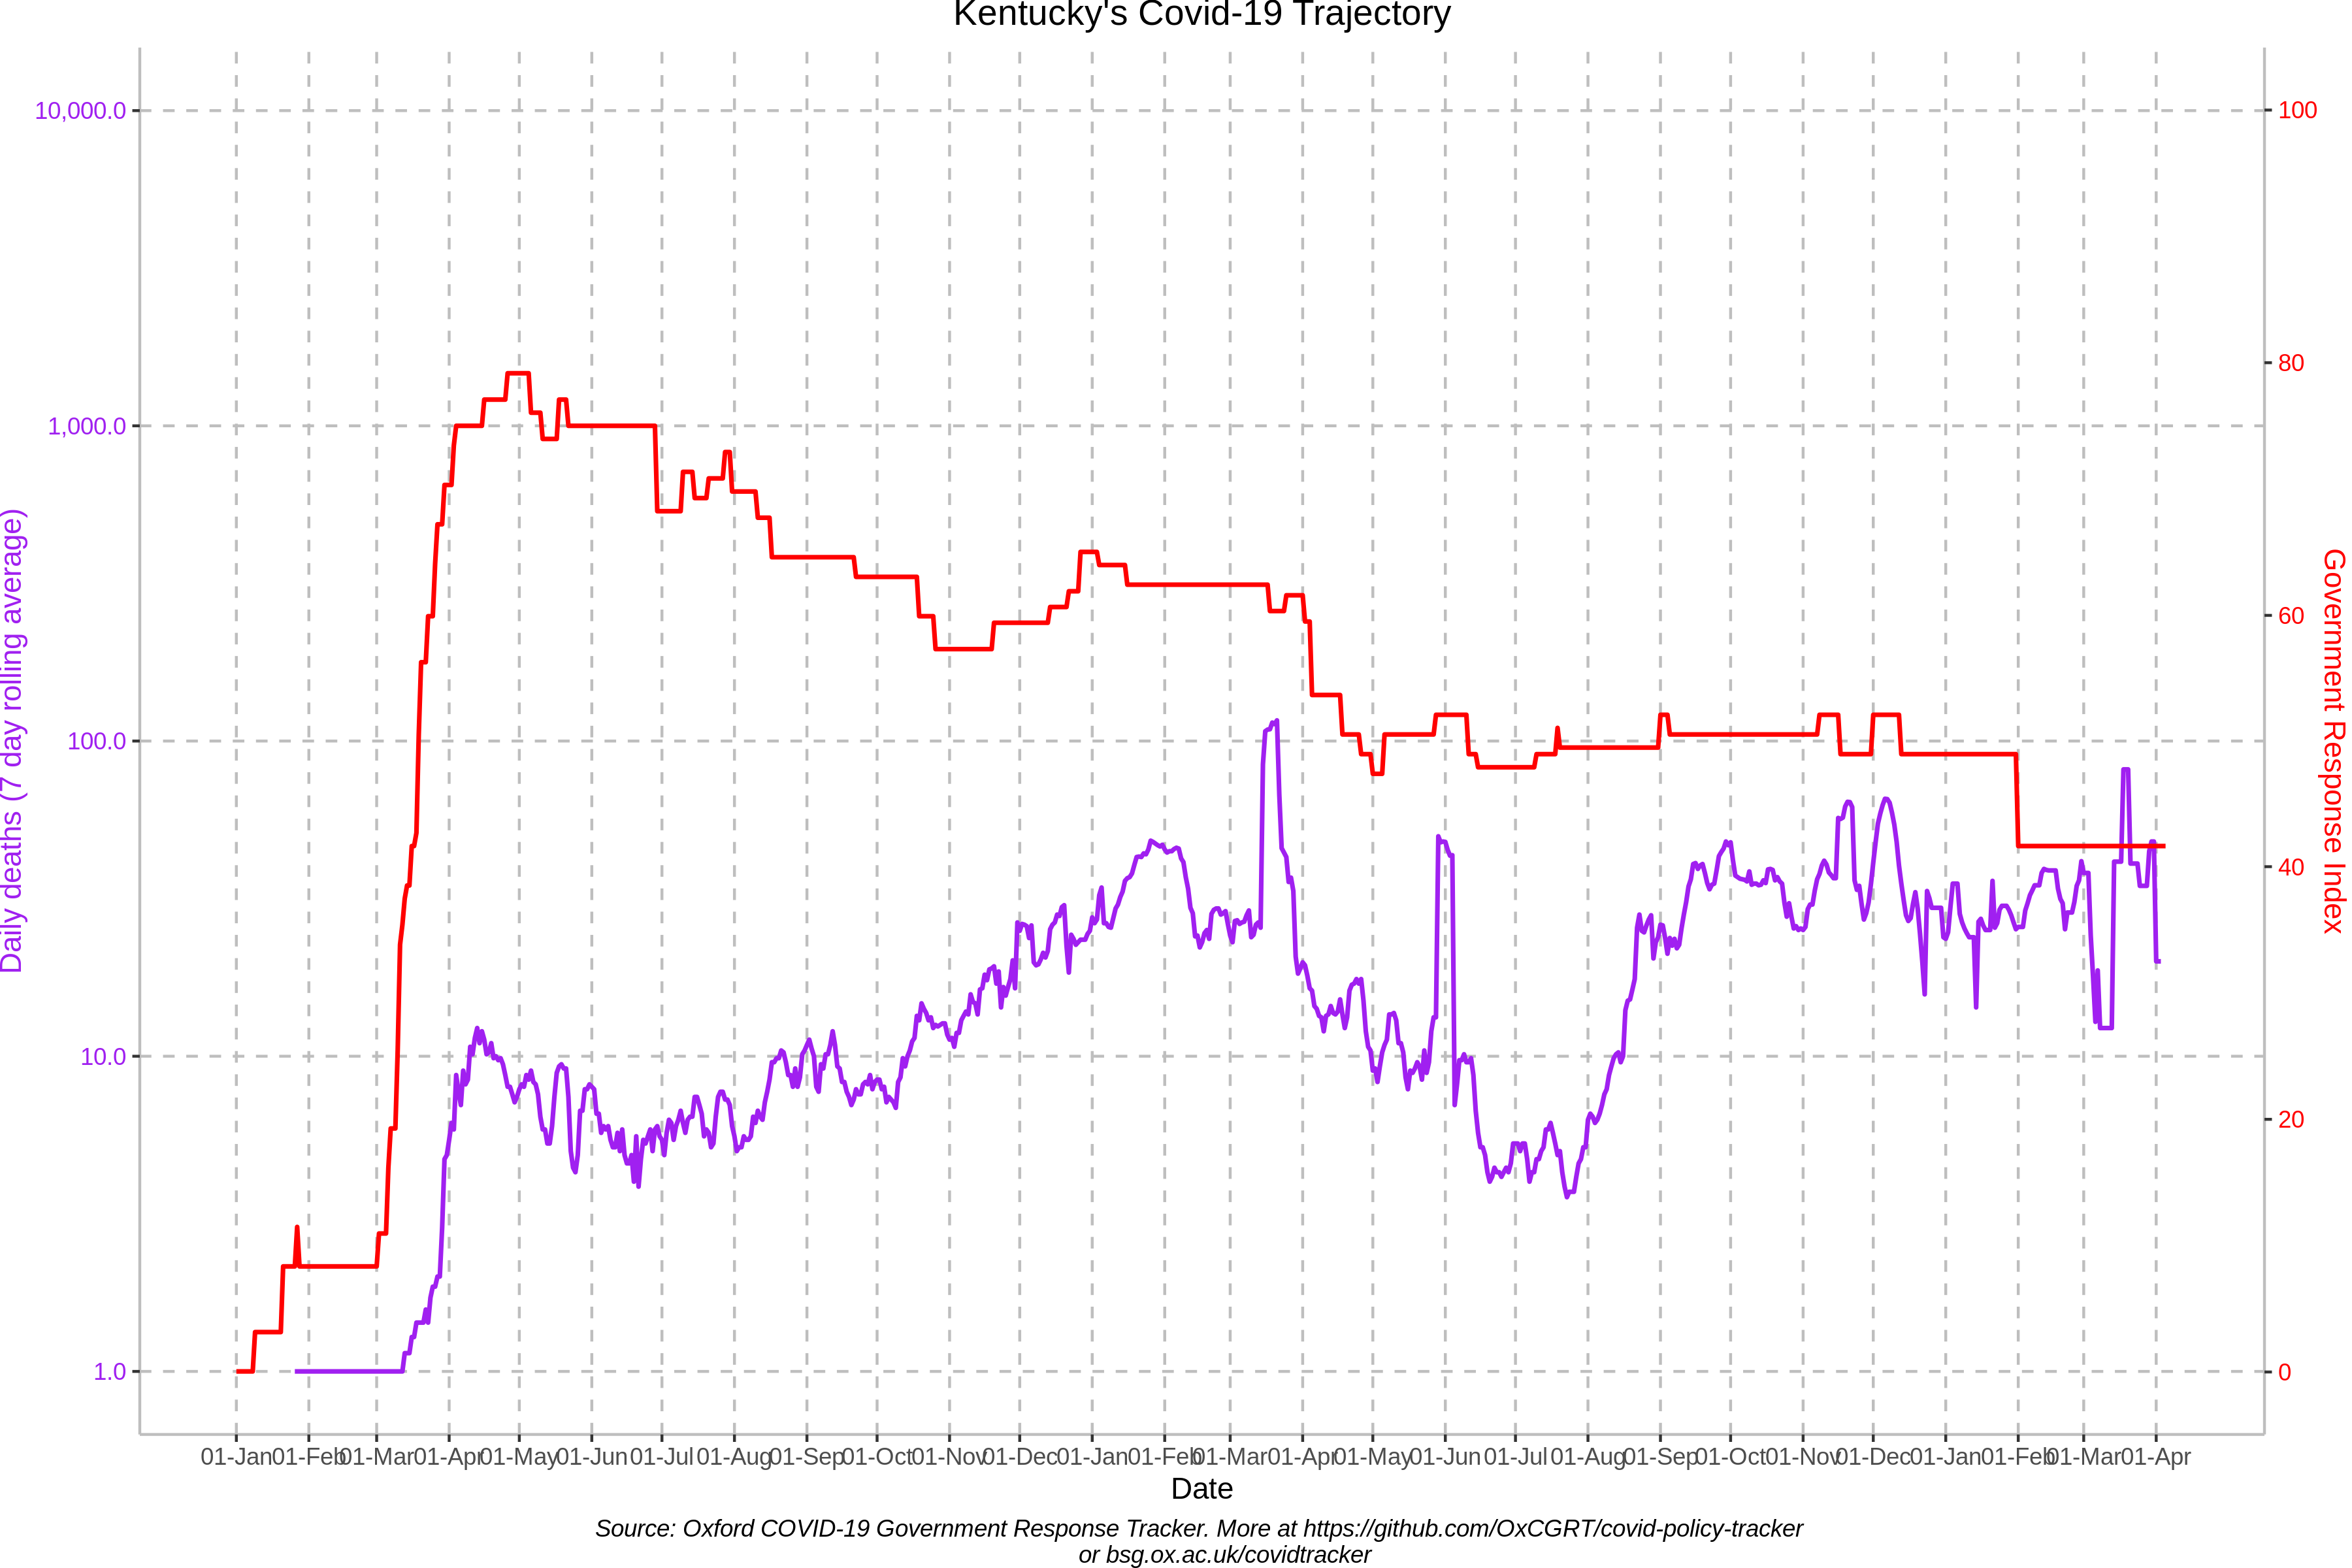 Kentucky's Covid-19 Trajectory
10,000.0
1,000.0
100.0
10.0
1.0
Daily deaths (7 day rolling average)
100
80
60
40
20
0
Government Response Index
01-Jan 01-Feb 01-Mar 01-Apr 01-May 01-Jun 01-Jul 01-Aug 01-Sep 01-Oct 01-Nov 01-Dec 01-Jan 01-Feb 01-Mar 01-Apr 01-May 01-Jun 01-Jul 01-Aug 01-Sep 01-Oct 01-Nov 01-Dec 01-Jan 01-Feb 01-Mar 01-Apr
Date
Source: Oxford COVID-19 Government Response Tracker. More at https://github.com/OxCGRT/covid-policy-tracker
or bsg.ox.ac.uk/covidtracker